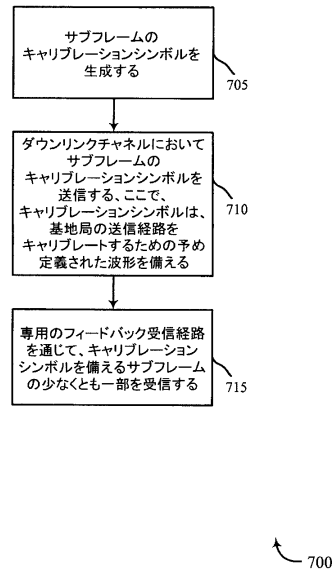 サブフレームの
キャリブレーションシンボルを
生成する
705
ダウンリンクチャネルにおいて
サブフレームの
キャリブレーションシンボルを
送信する、ここで、
キャリブレーションシンボルは、
基地局の送信経路を
キャリブレートするための予め
定義された波形を備える
710
専用のフィードバック受信経路
を通じて、キャリブレーション
シンボルを備えるサブフレーム
の少なくとも一部を受信する
715
700